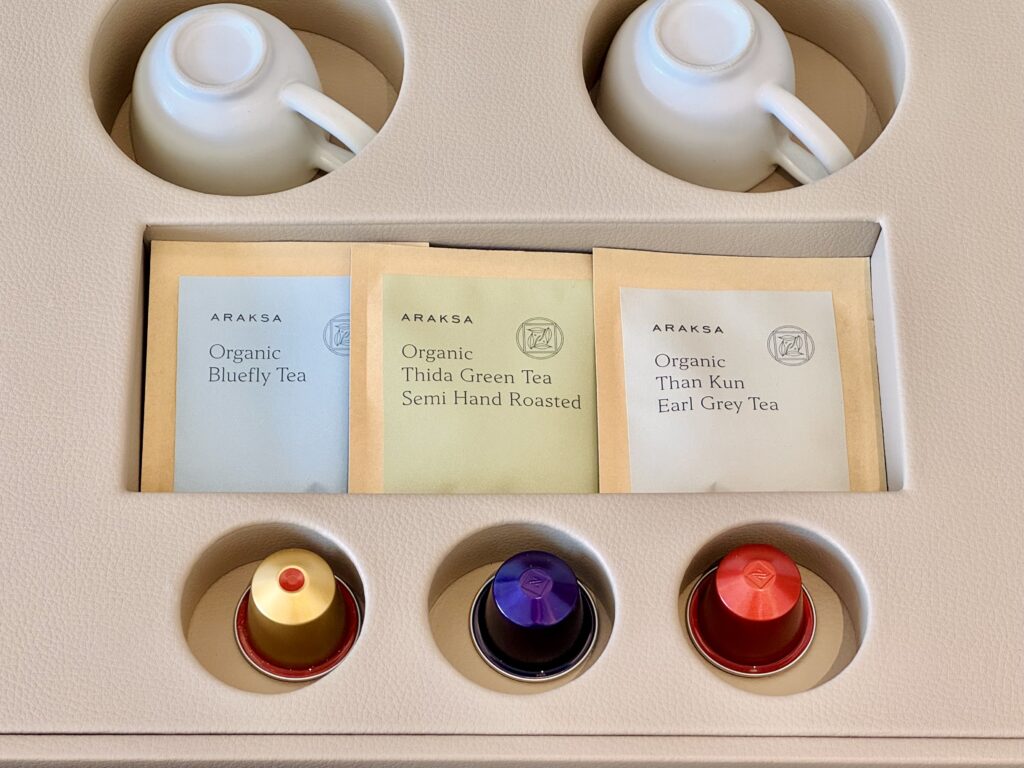 ARAKSA
Organic
Bluefly Tea
ARAKSA
Organic
Thida Green Tea
Semi Hand Roasted
ARAKSA
Organic
Than Kun
Earl Grey Tea